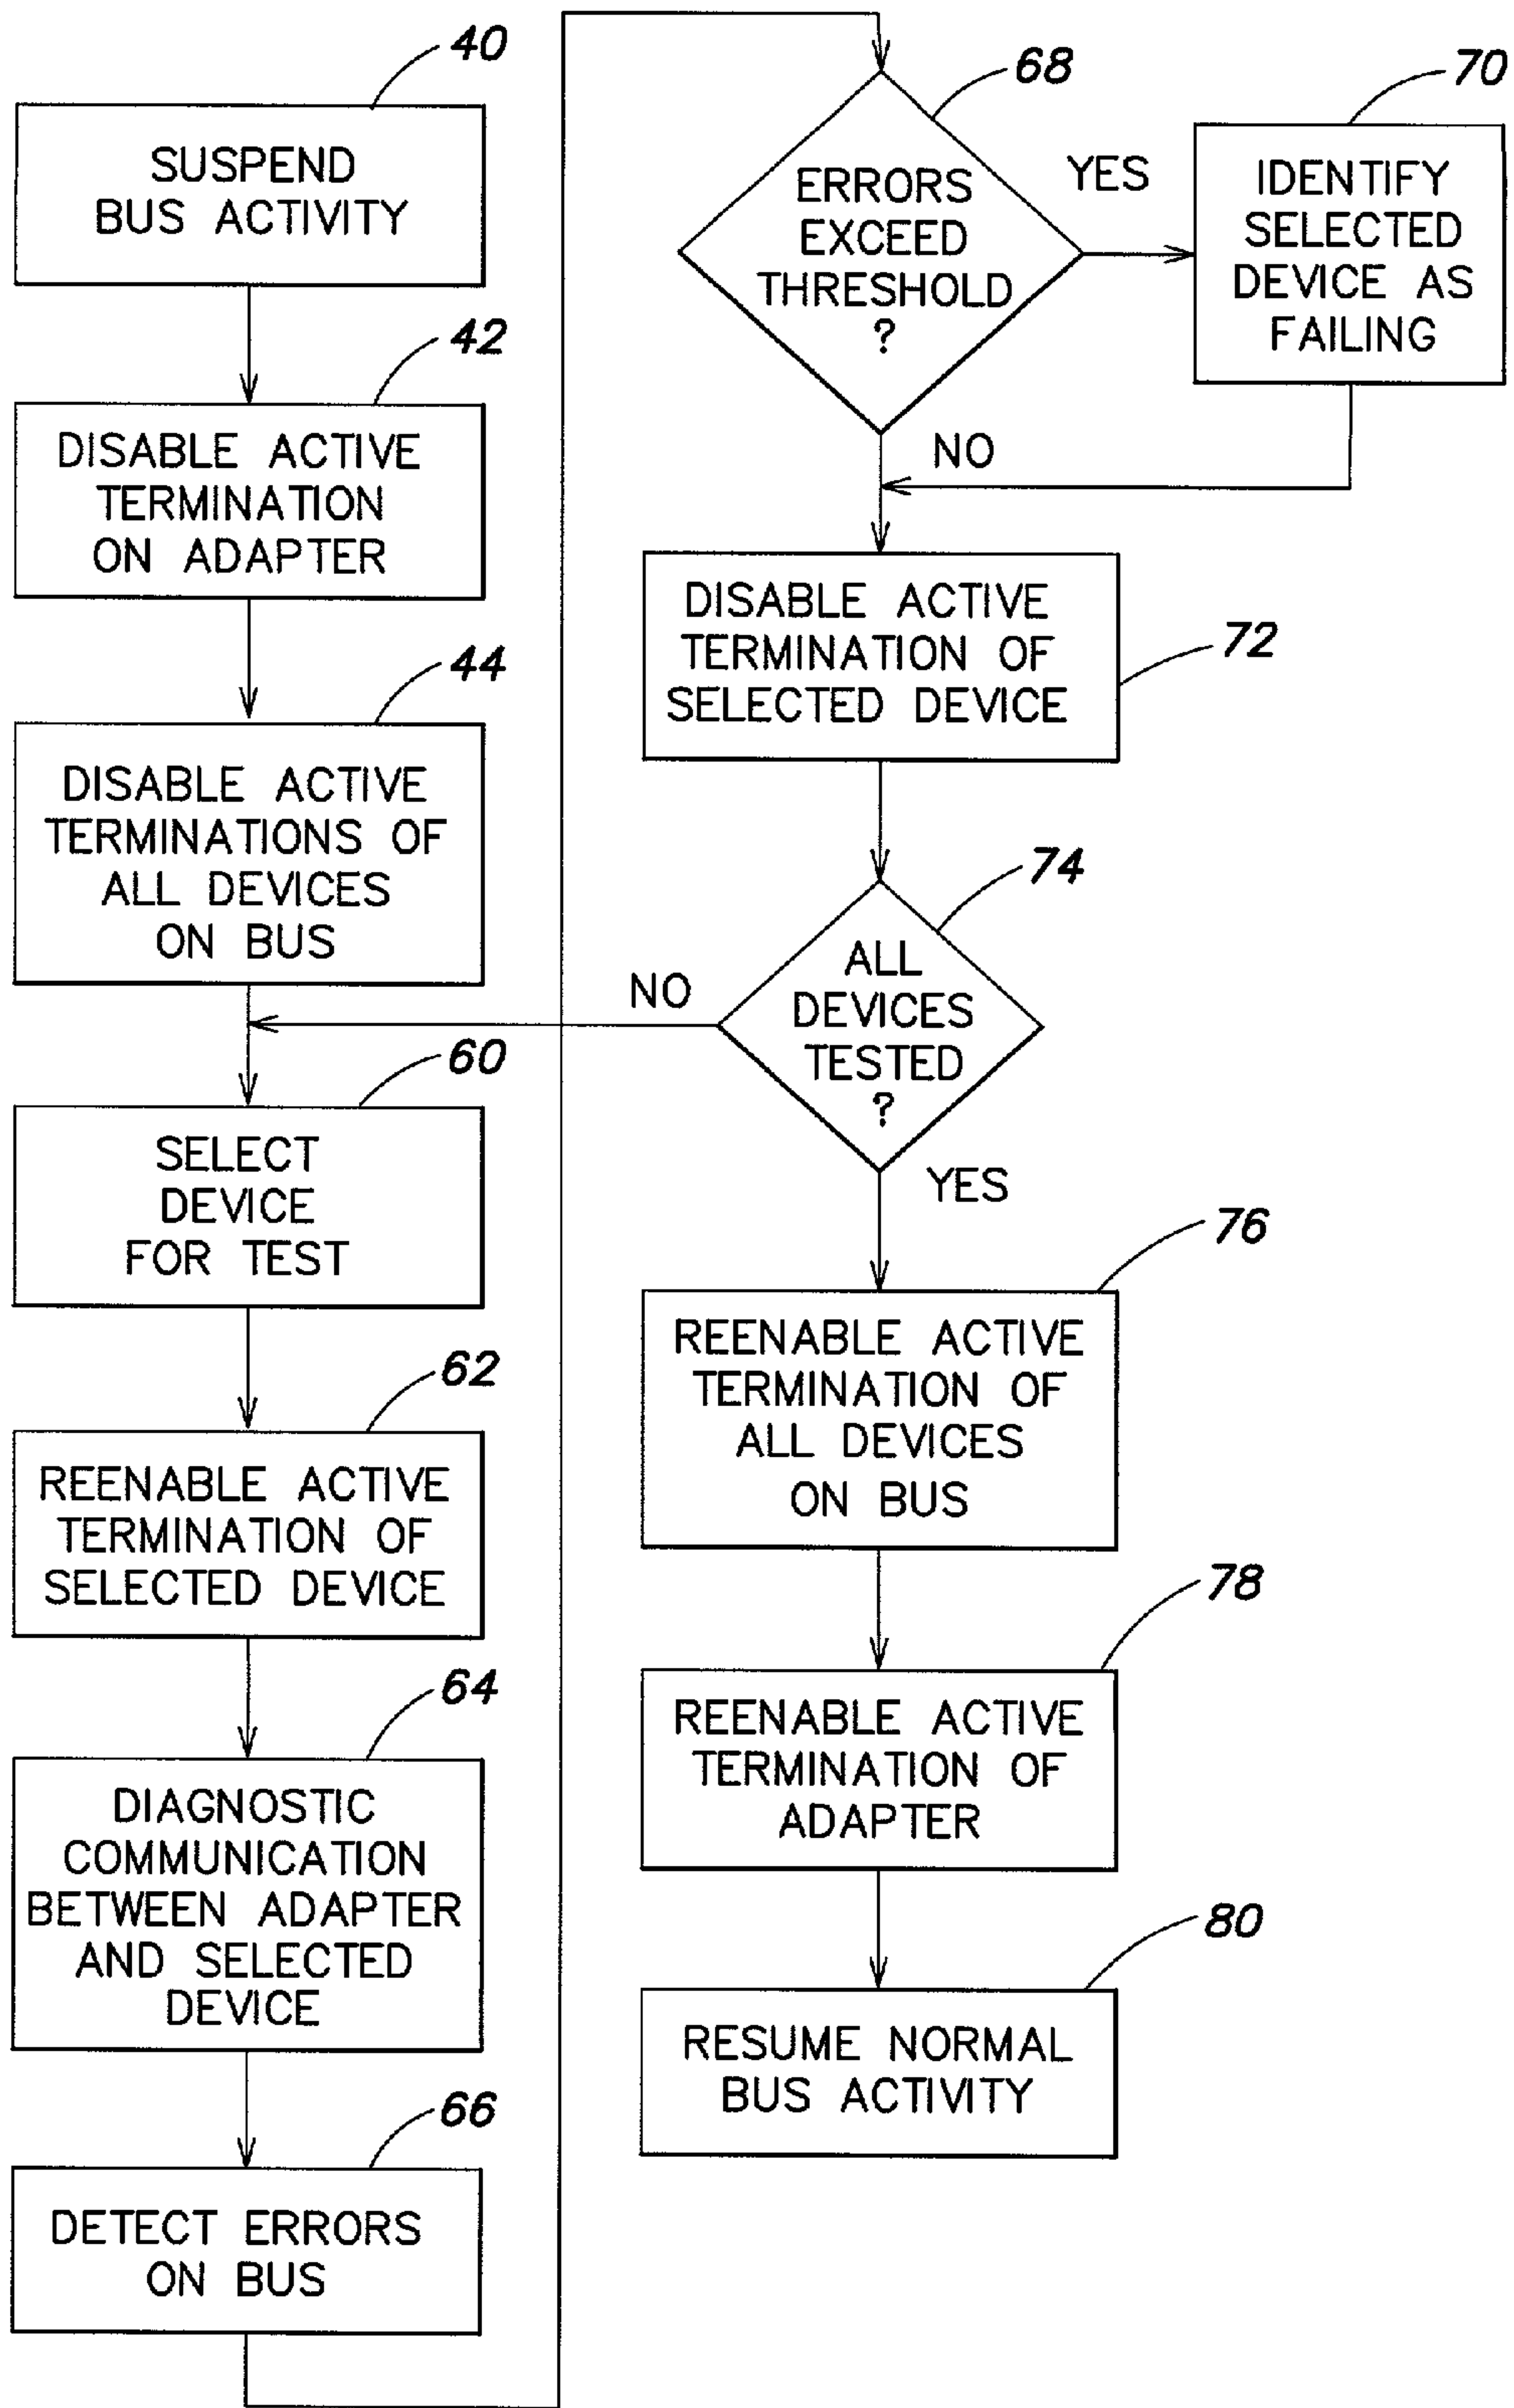 40
SUSPEND
BUS ACTIVITY
42
DISABLE ACTIVE
TERMINATION
ON ADAPTER
44
DISABLE ACTIVE
TERMINATIONS OF
ALL DEVICES
ON BUS
60
SELECT
DEVICE
FOR TEST
62
REENABLE ACTIVE
TERMINATION OF
SELECTED DEVICE
64
DIAGNOSTIC
COMMUNICATION
BETWEEN ADAPTER
AND SELECTED
DEVICE
66
DETECT ERRORS
ON BUS
68
ERRORS
EXCEED
THRESHOLD
?
YES
70
IDENTIFY
SELECTED
DEVICE AS
FAILING
NO
72
DISABLE ACTIVE
TERMINATION OF
SELECTED DEVICE
74
ALL
DEVICES
TESTED
?
NO
YES
76
REENABLE ACTIVE
TERMINATION OF
ALL DEVICES
ON BUS
78
REENABLE ACTIVE
TERMINATION OF
ADAPTER
80
RESUME NORMAL
BUS ACTIVITY